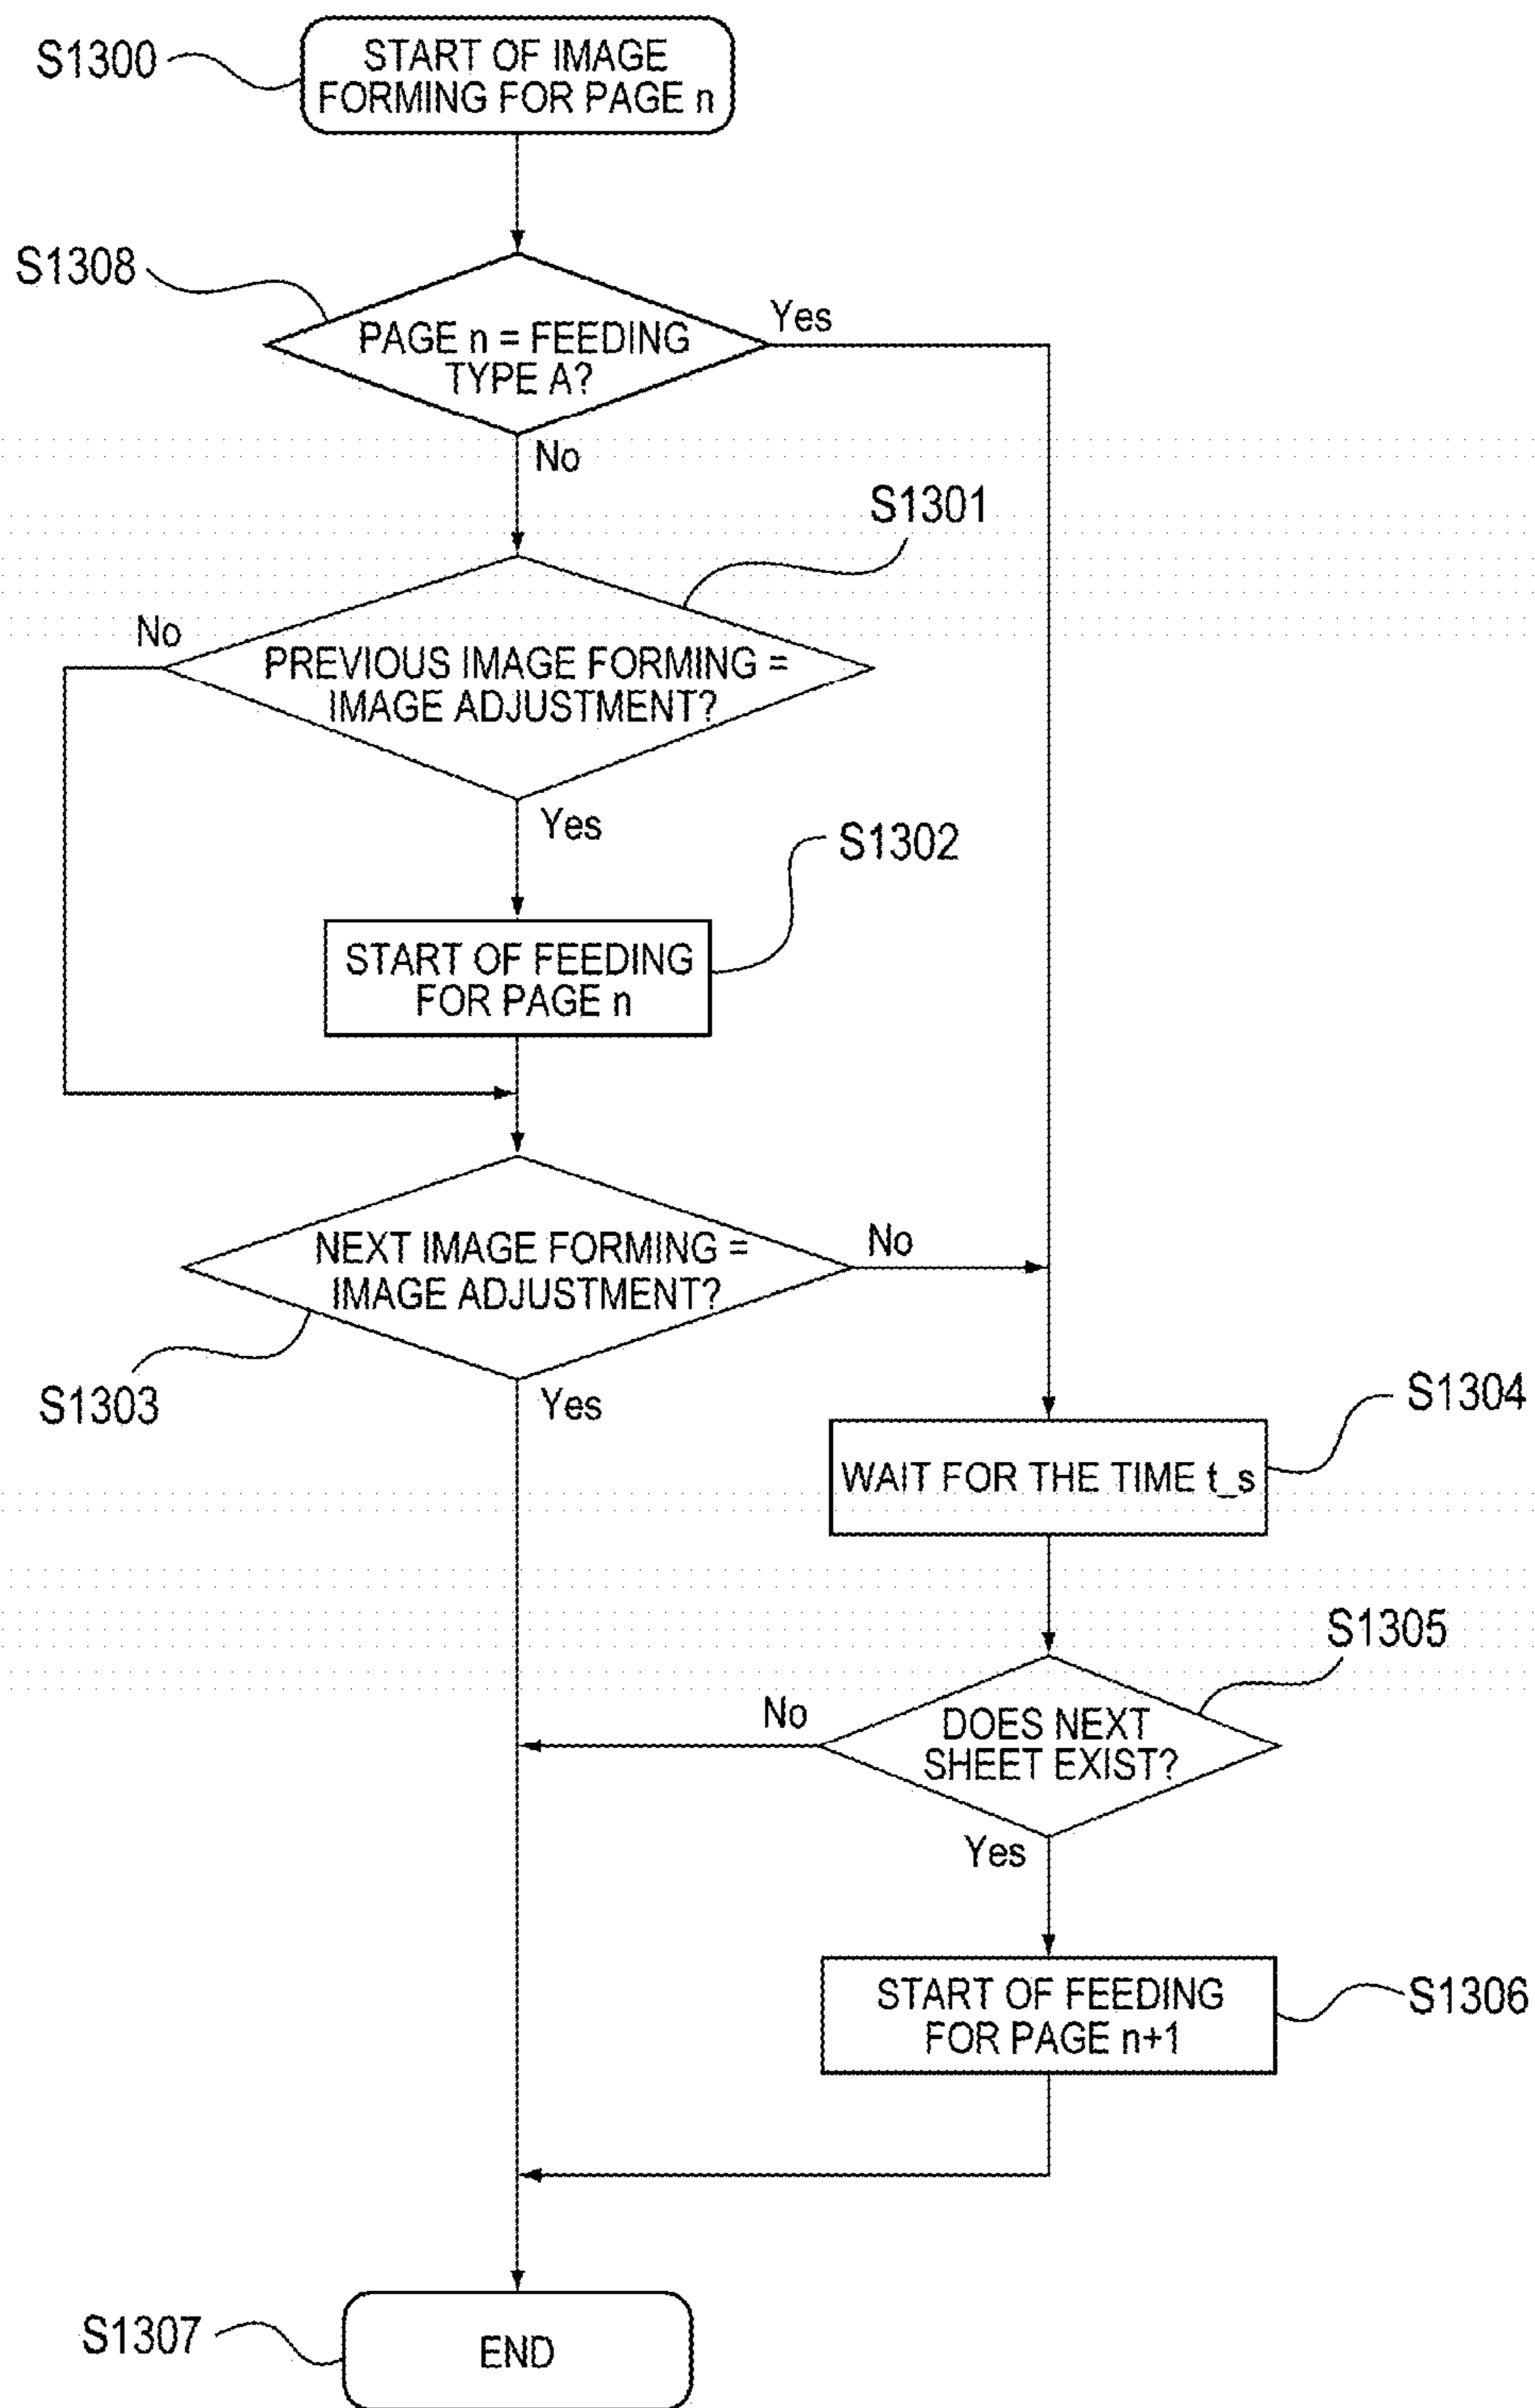 S1300
START OF IMAGE
FORMING FOR PAGE n
S1308
PAGE n = FEEDING
TYPE A?
Yes
No
S1301
No
PREVIOUS IMAGE FORMING =
IMAGE ADJUSTMENT?
Yes
S1302
START OF FEEDING
FOR PAGE n
NEXT IMAGE FORMING =
IMAGE ADJUSTMENT?
No
S1303
Yes
S1304
WAIT FOR THE TIME t_s
S1305
No
DOES NEXT
SHEET EXIST?
Yes
START OF FEEDING
FOR PAGE n+1
S1306
S1307
END